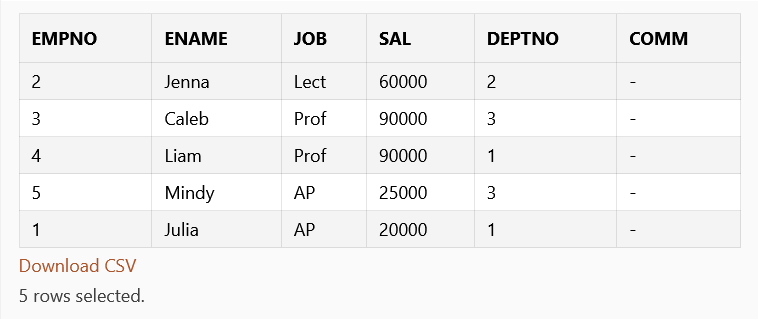 EMPNO ENAME JOB SAL DEPTNO COMM
2 Jenna Lect 60000 2 -
3 Caleb Prof 90000 3 -
4 Liam Prof 90000 1 -
5 Mindy AP 25000 3 -
1 Julia AP 20000 1 -
Download CSV
5 rows selected.